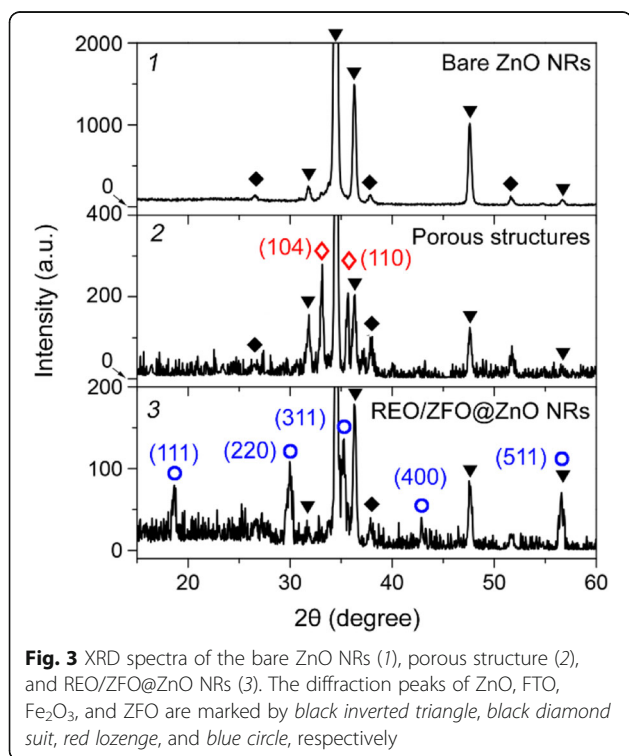 2000
1
Bare ZnO NRs
1000
0
400
2
Porous structures
(104)
(110)
200
0
Intensity (a.u.)
200
3
REO/ZFO@ZnO NRs
(311)
(111)
(220)
(511)
100
(400)
0
20 30 40 50 60
2θ (degree)
Fig. 3 XRD spectra of the bare ZnO NRs (1), porous structure (2),
and REO/ZFO@ZnO NRs (3). The diffraction peaks of ZnO, FTO,
Fe₂O₃, and ZFO are marked by black inverted triangle, black diamond
suit, red lozenge, and blue circle, respectively